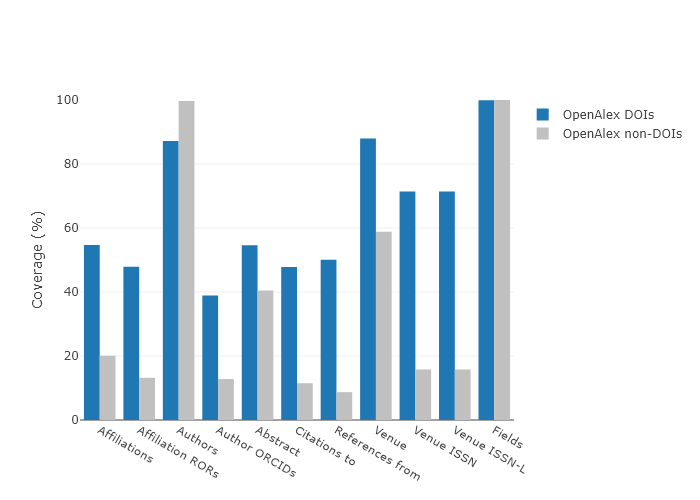 100
80
60
40
20
0
Coverage (%)
OpenAlex DOIs
OpenAlex non-DOIs
Affiliations
Affiliation RORs
Authors
Author ORCIDs
Abstract
Citations to
References from
Venue
Venue ISSN
Venue ISSN-L
Fields